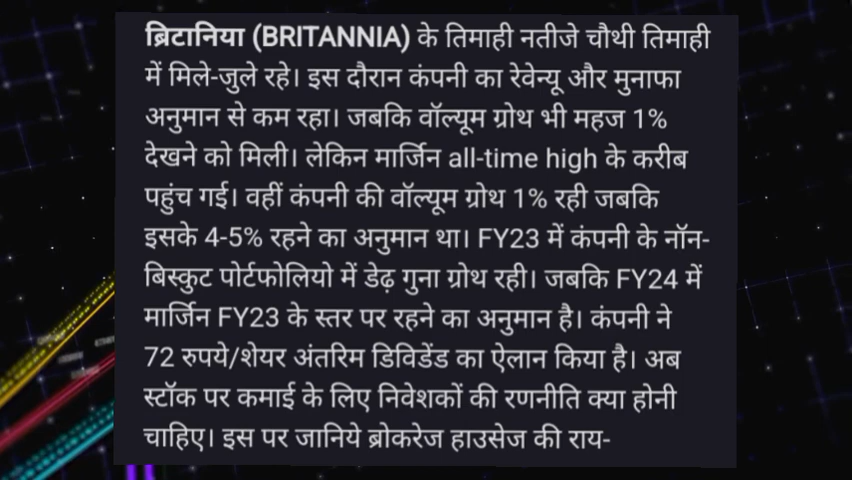 ब्रिटानिया (BRITANNIA) के तिमाही नतीजे चौथी तिमाही
में मिले-जुले रहे। इस दौरान कंपनी का रेवेन्यू और मुनाफा
अनुमान से कम रहा। जबकि वॉल्यूम ग्रोथ भी महज 1%
देखने को मिली। लेकिन मार्जिन all-time high के करीब
पहुंच गई। वहीं कंपनी की वॉल्यूम ग्रोथ 1% रही जबकि
इसके 4-5% रहने का अनुमान था। FY23 में कंपनी के नॉन-
बिस्कुट पोर्टफोलियो में डेढ़ गुना ग्रोथ रही। जबकि FY24 में
मार्जिन FY23 के स्तर पर रहने का अनुमान है। कंपनी ने
72 रुपये/शेयर अंतरिम डिविडेंड का ऐलान किया है। अब
स्टॉक पर कमाई के लिए निवेशकों की रणनीति क्या होनी
चाहिए। इस पर जानिये ब्रोकरेज हाउसेज की राय-